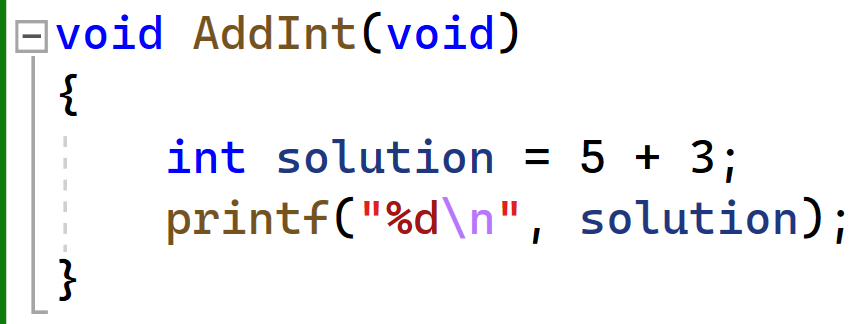 void AddInt(void)
{
    int solution = 5 + 3;
    printf("%d\n", solution);
}